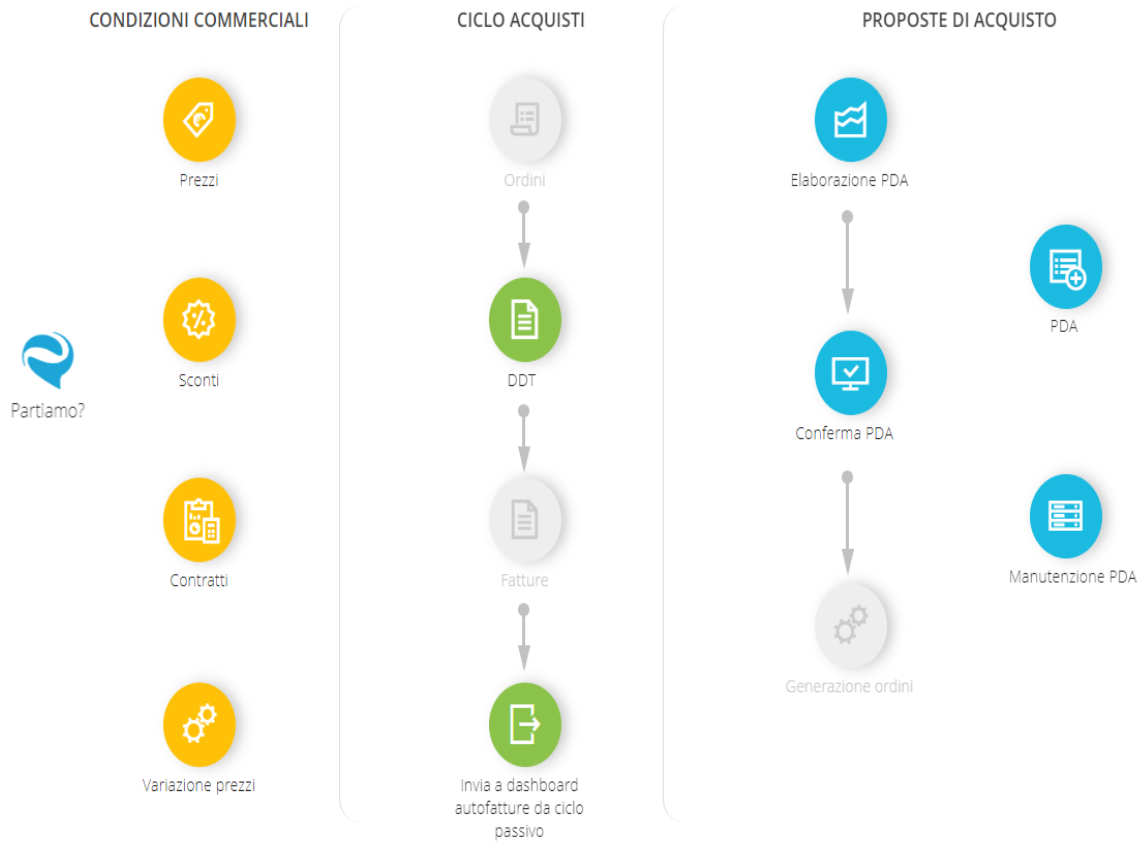 CONDIZIONI COMMERCIALI
CICLO ACQUISTI
PROPOSTE DI ACQUISTO
Prezzi
Ordini
Elaborazione PDA
PDA
Sconti
DDT
Partiamo?
Conferma PDA
Contratti
Fatture
Manutenzione PDA
Generazione ordini
Variazione prezzi
Invia a dashboard
autofatture da ciclo
passivo